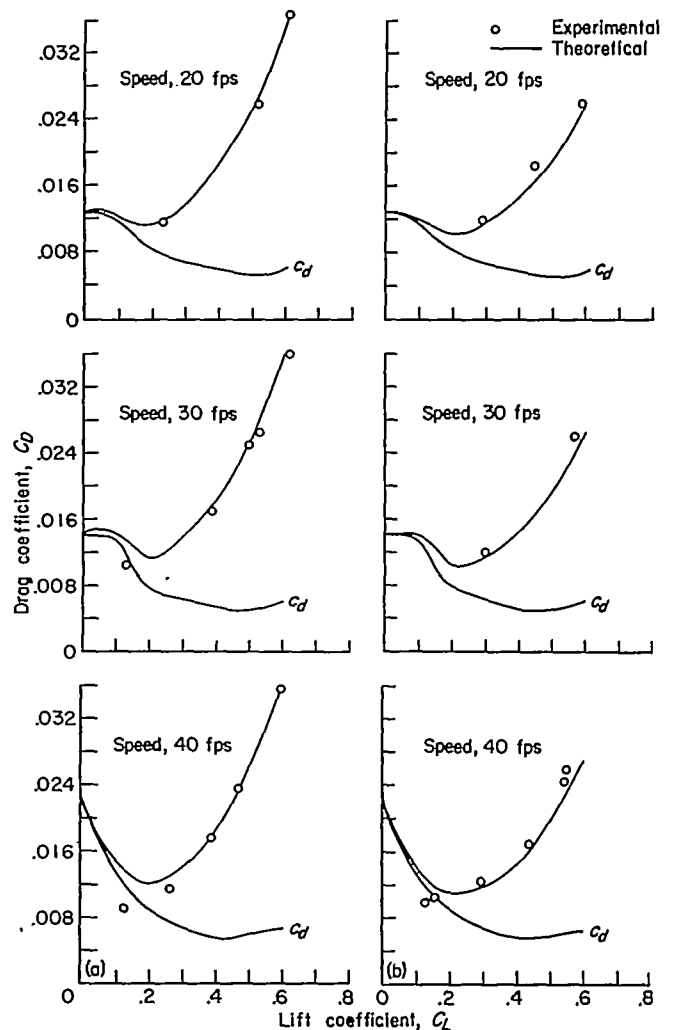 Experimental
Theoretical
.032
.024
.016
.008
0
Speed, 20 fps
c_d
Speed, 20 fps
c_d
.032
.024
.016
.008
0
Speed, 30 fps
c_d
Speed, 30 fps
c_d
Drag coefficient, C_D
.032
.024
.016
.008
Speed, 40 fps
c_d
(a)
Speed, 40 fps
c_d
(b)
0 .2 .4 .6 .8 0 .2 .4 .6 .8
Lift coefficient, C_L